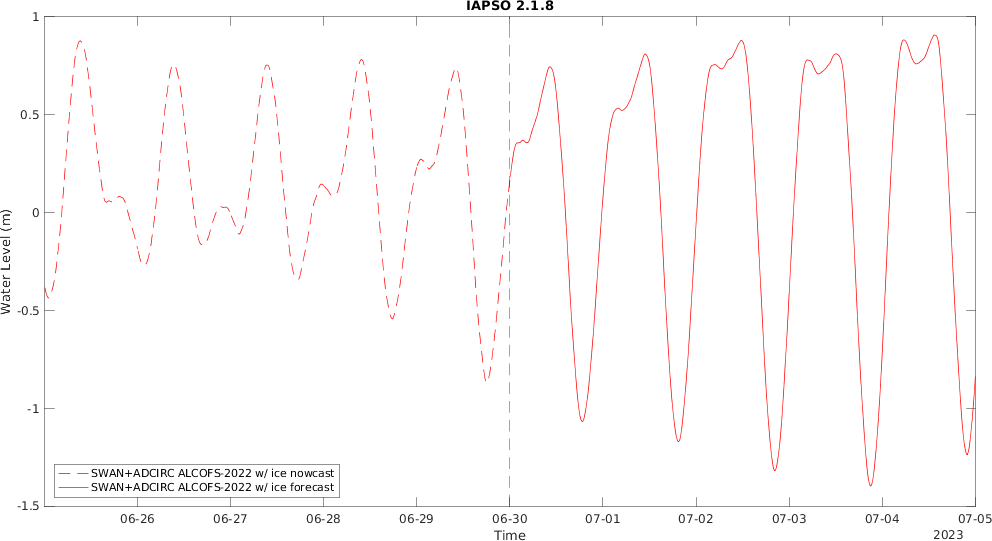 IAPSO 2.1.8
1
0.5
0
-0.5
-1
-1.5
Water Level (m)
SWAN+ADCIRC ALCOFS-2022 w/ ice nowcast
SWAN+ADCIRC ALCOFS-2022 w/ ice forecast
06-26 06-27 06-28 06-29 06-30 07-01 07-02 07-03 07-04 07-05
Time
2023